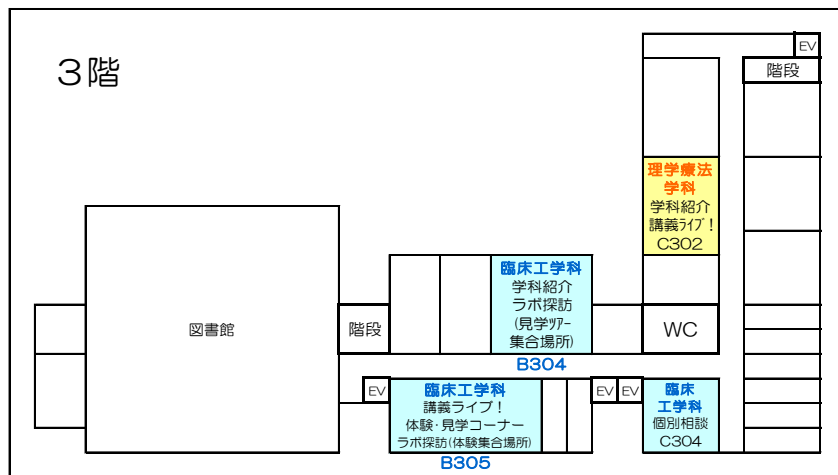 3階
EV
階段
理学療法
学科
学科紹介
講義ライブ!
C302
臨床工学科
学科紹介
ラボ探訪
(見学ツアー
集合場所)
B304
図書館
階段
WC
EV
臨床工学科
講義ライブ!
体験・見学コーナー
ラボ探訪(体験集合場所)
B305
EV
EV
臨床
工学科
個別相談
C304